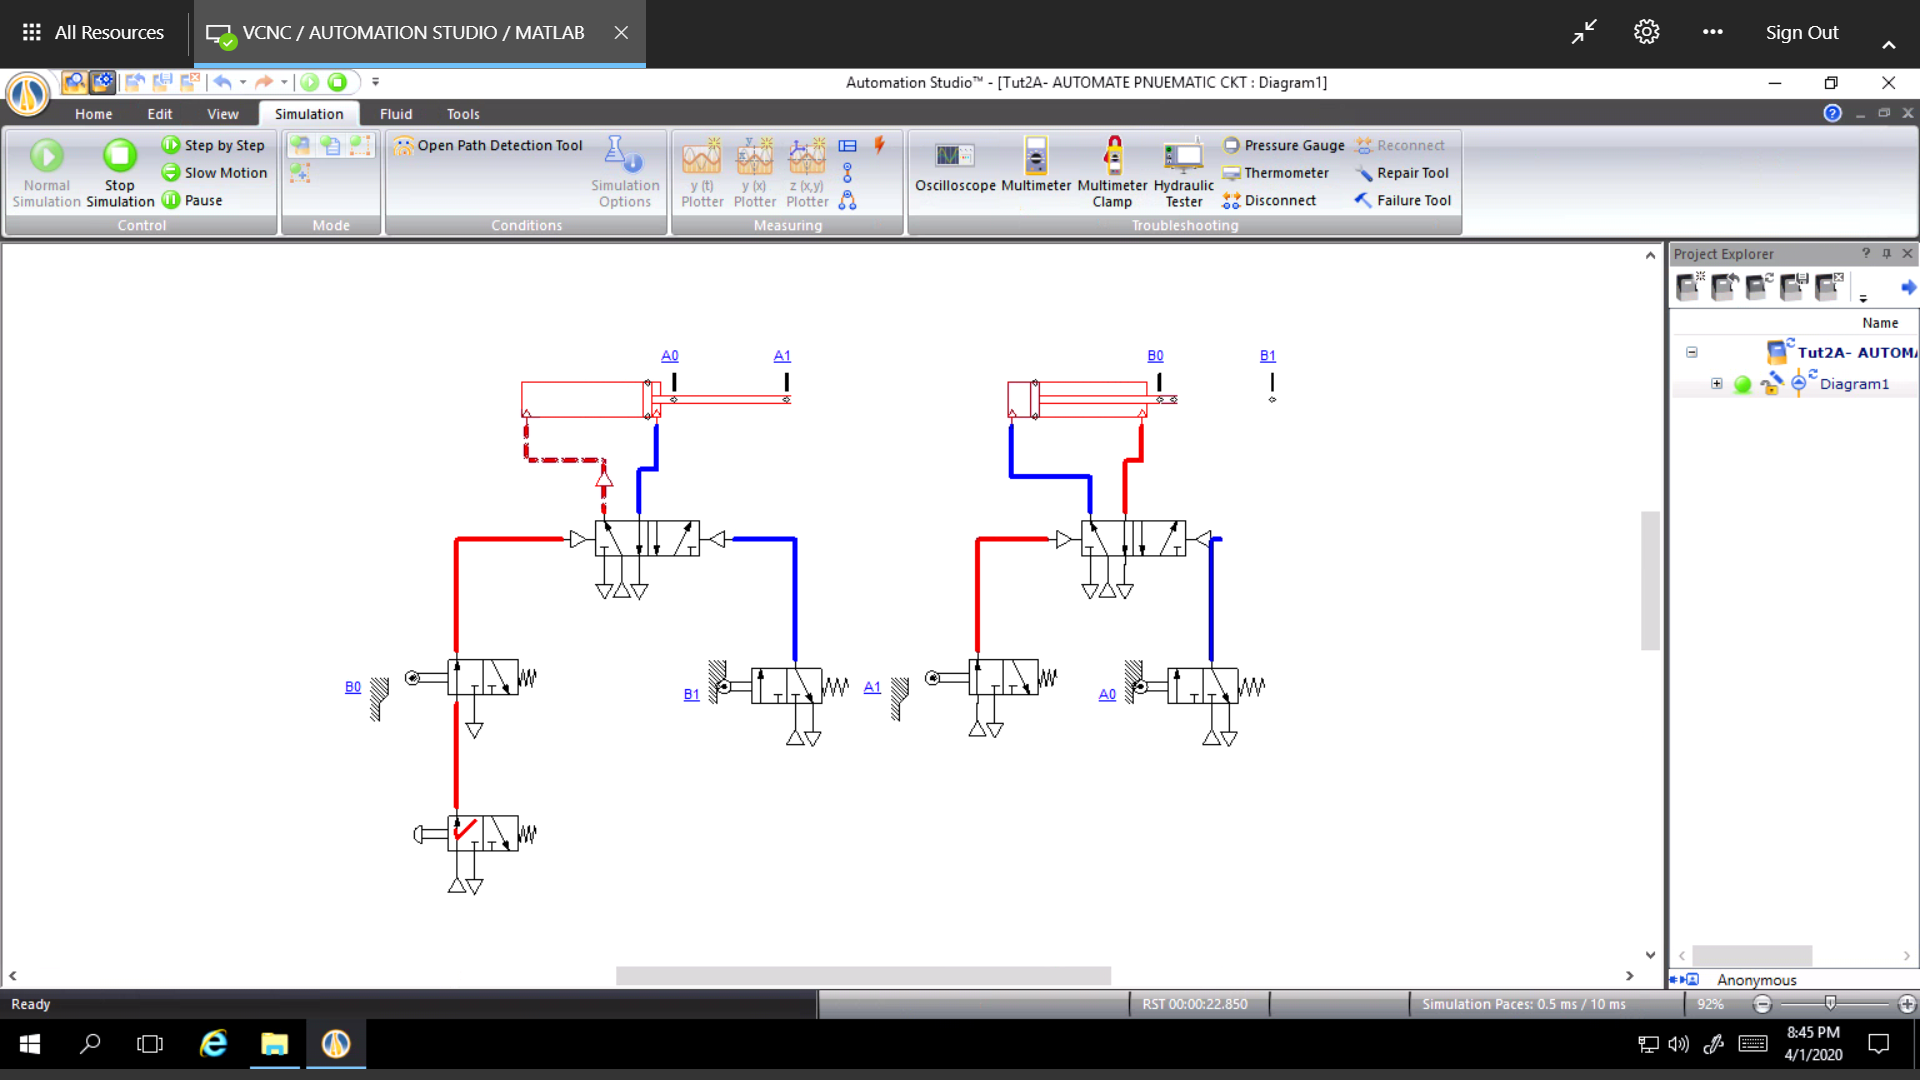 All Resources
VCNC / AUTOMATION STUDIO / MATLAB
Sign Out
Automation Studio™ - [Tut2A- AUTOMATE PNUEMATIC CKT : Diagram1]
Home Edit View Simulation Fluid Tools
Normal Simulation
Stop Simulation
Step by Step
Slow Motion
Pause
Control
Mode
Open Path Detection Tool
Simulation Options
Conditions
y (t) Plotter
y (x) Plotter
z (x,y) Plotter
Measuring
Oscilloscope
Multimeter
Multimeter Clamp
Hydraulic Tester
Pressure Gauge
Thermometer
Disconnect
Reconnect
Repair Tool
Failure Tool
Troubleshooting
Project Explorer
Name
Tut2A- AUTOM
Diagram1
A0 A1 B0 B1
B0 B1 A1 A0
Anonymous
Ready
RST 00:00:22.850
Simulation Paces: 0.5 ms / 10 ms
92%
8:45 PM
4/1/2020